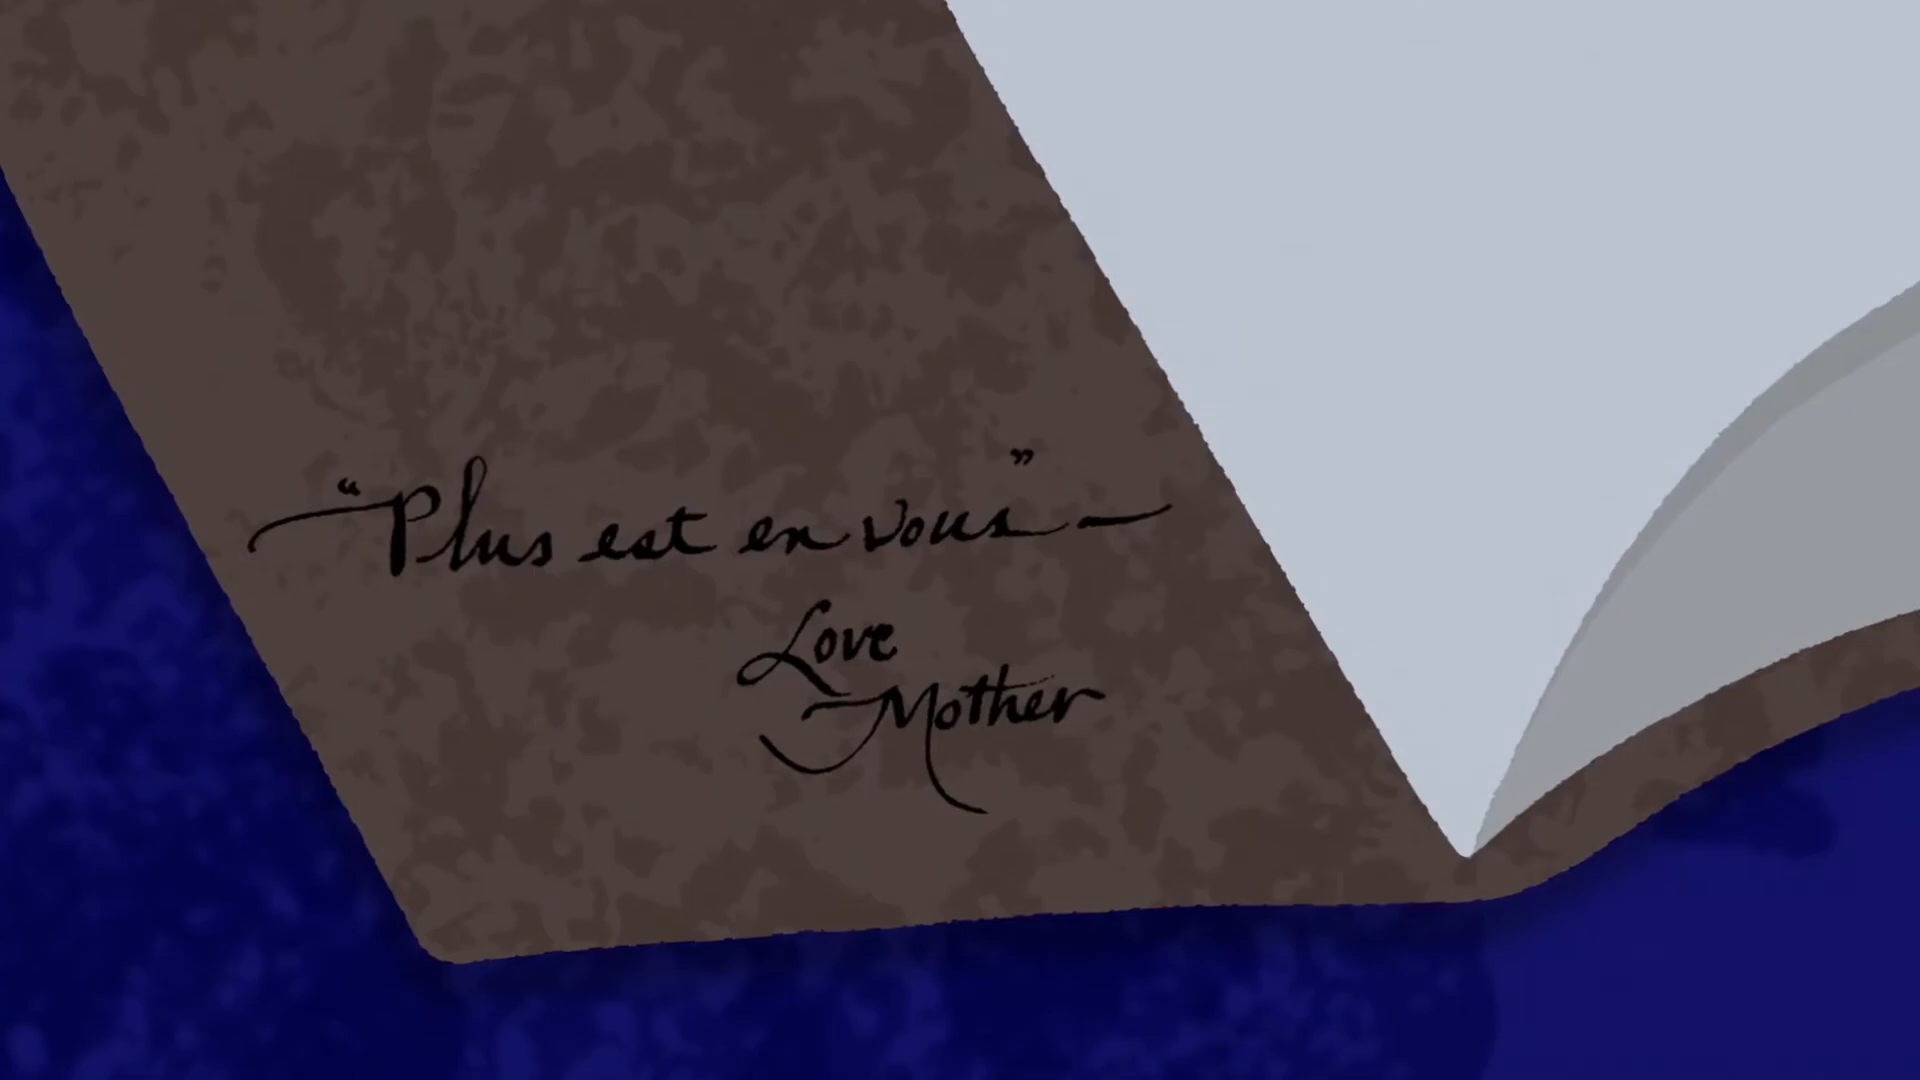 “Plus est en vous” —
Love
Mother